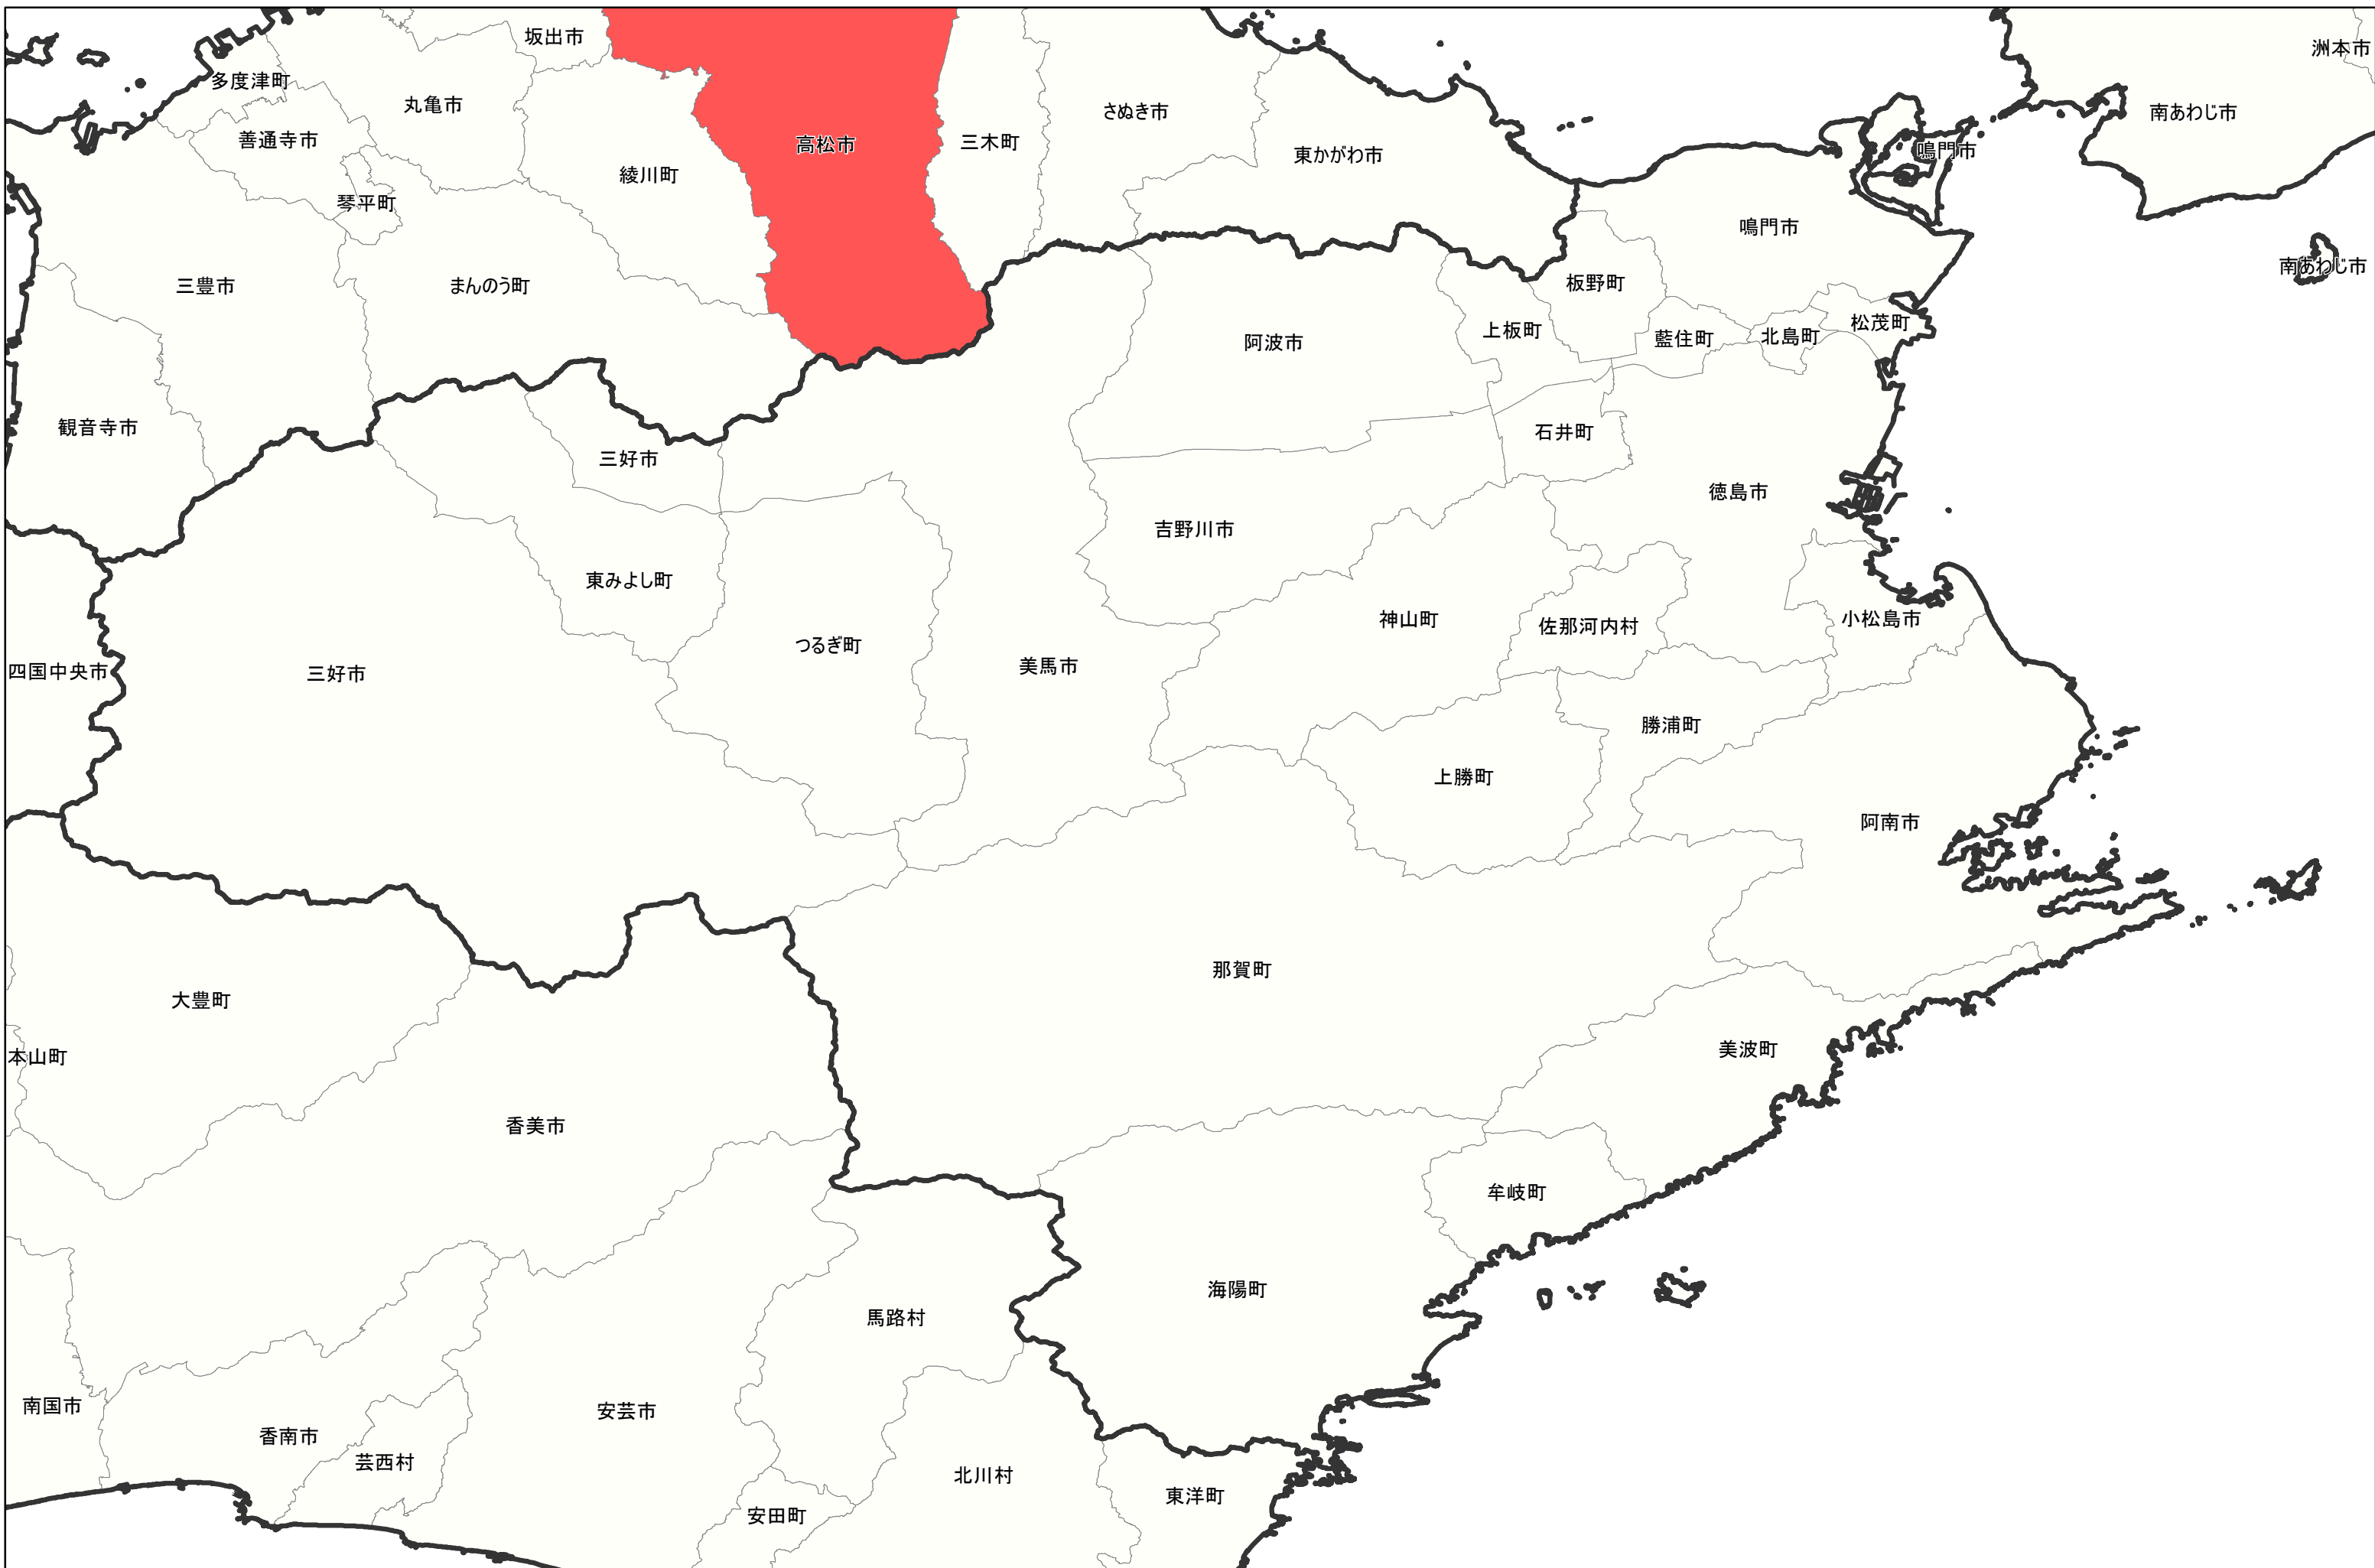 坂出市
洲本市
多度津町
丸亀市
さぬき市
南あわじ市
善通寺市
高松市
三木町
東かがわ市
鳴門市
綾川町
琴平町
鳴門市
南あわじ市
三豊市
まんのう町
板野町
阿波市
上板町
藍住町
北島町
松茂町
観音寺市
石井町
三好市
徳島市
吉野川市
東みよし町
神山町
佐那河内村
小松島市
四国中央市
三好市
つるぎ町
美馬市
勝浦町
上勝町
阿南市
那賀町
大豊町
本山町
美波町
香美市
牟岐町
海陽町
馬路村
南国市
安芸市
香南市
芸西村
北川村
東洋町
安田町